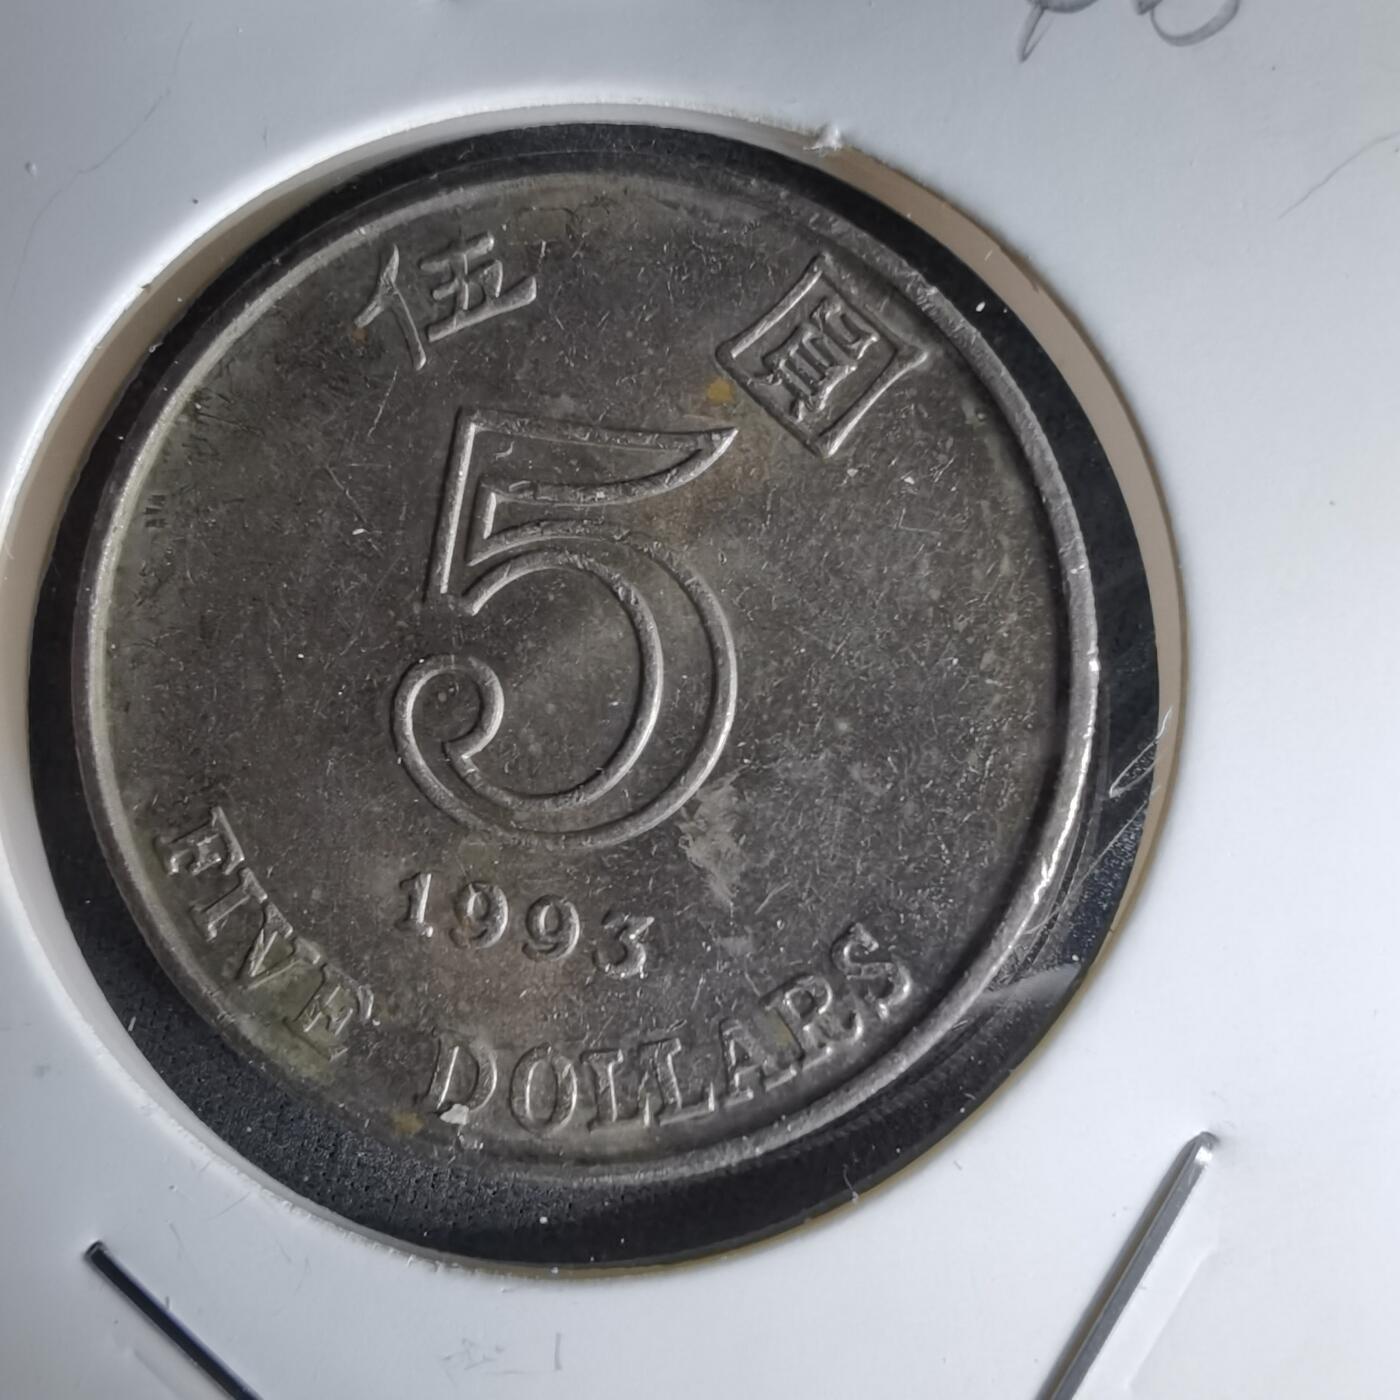 伍 圓
5
1993
FIVE DOLLARS